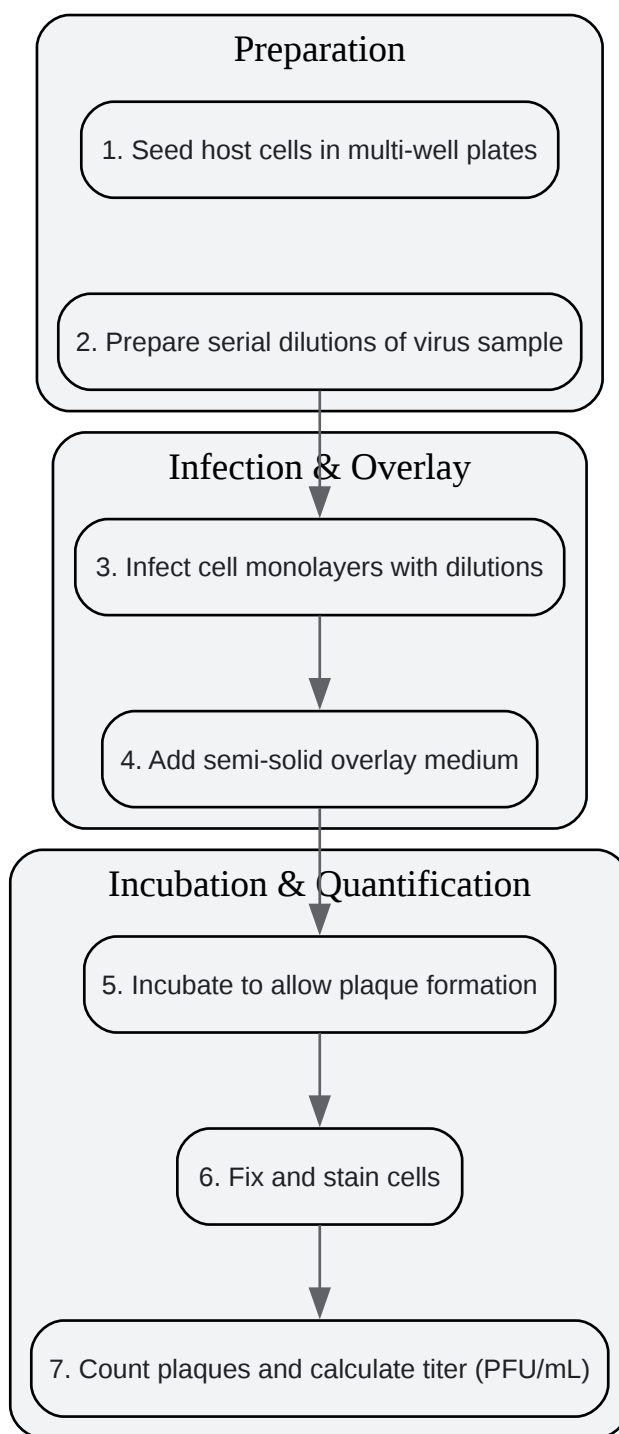 Preparation
1. Seed host cells in multi-well plates
2. Prepare serial dilutions of virus sample
Infection & Overlay
3. Infect cell monolayers with dilutions
4. Add semi-solid overlay medium
Incubation & Quantification
5. Incubate to allow plaque formation
6. Fix and stain cells
7. Count plaques and calculate titer (PFU/mL)